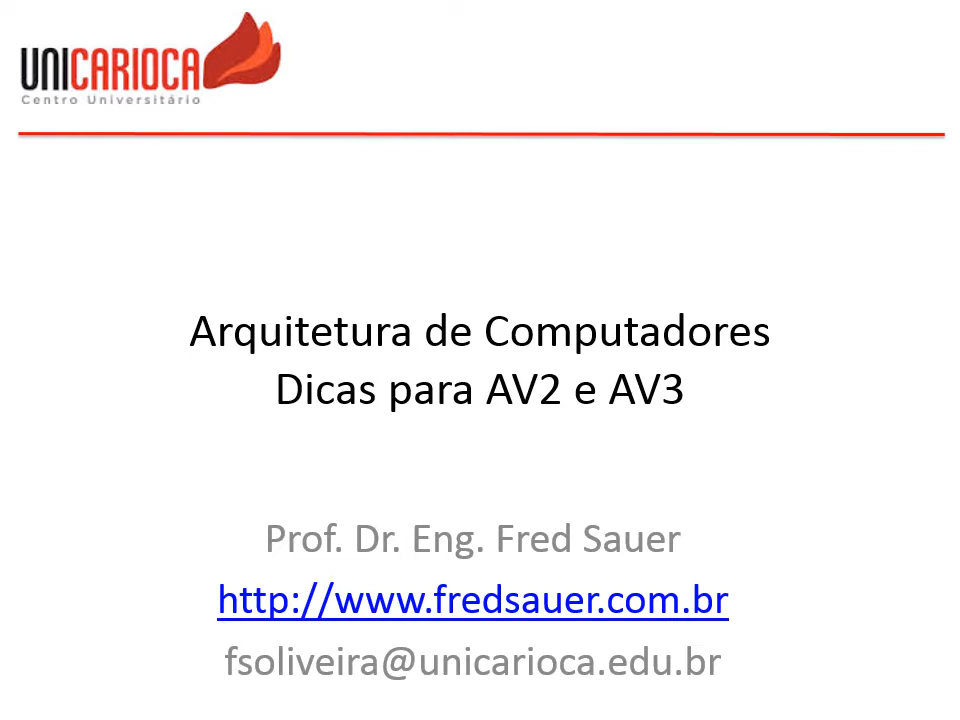 UNICARIOCA
Centro Universitário
Arquitetura de Computadores
Dicas para AV2 e AV3
Prof. Dr. Eng. Fred Sauer
http://www.fredsauer.com.br
fsoliveira@unicarioca.edu.br